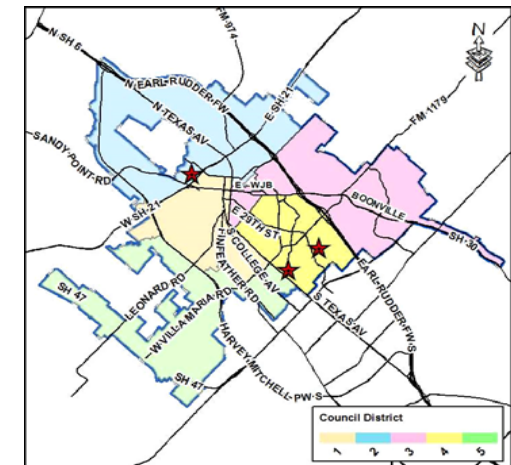 N SH 6
FM-974
N
N-EARL-RUDDER-FW
E-SH-21
N-TEXAS-AV
FM-1179
SANDY-POINT-RD
E-WJB
BOONVILLE
SH-30
W-SH-21
E 29TH ST
S COLLEGE-AV
FINFEATHER-RD
SH 47
LEONARD RD
W-VILLA-MARIA-RD
EARL-RUDDER-FW-S
S TEXAS AV
HARVEY-MITCHELL-PW-S
SH 47
Council District
1 2 3 4 5